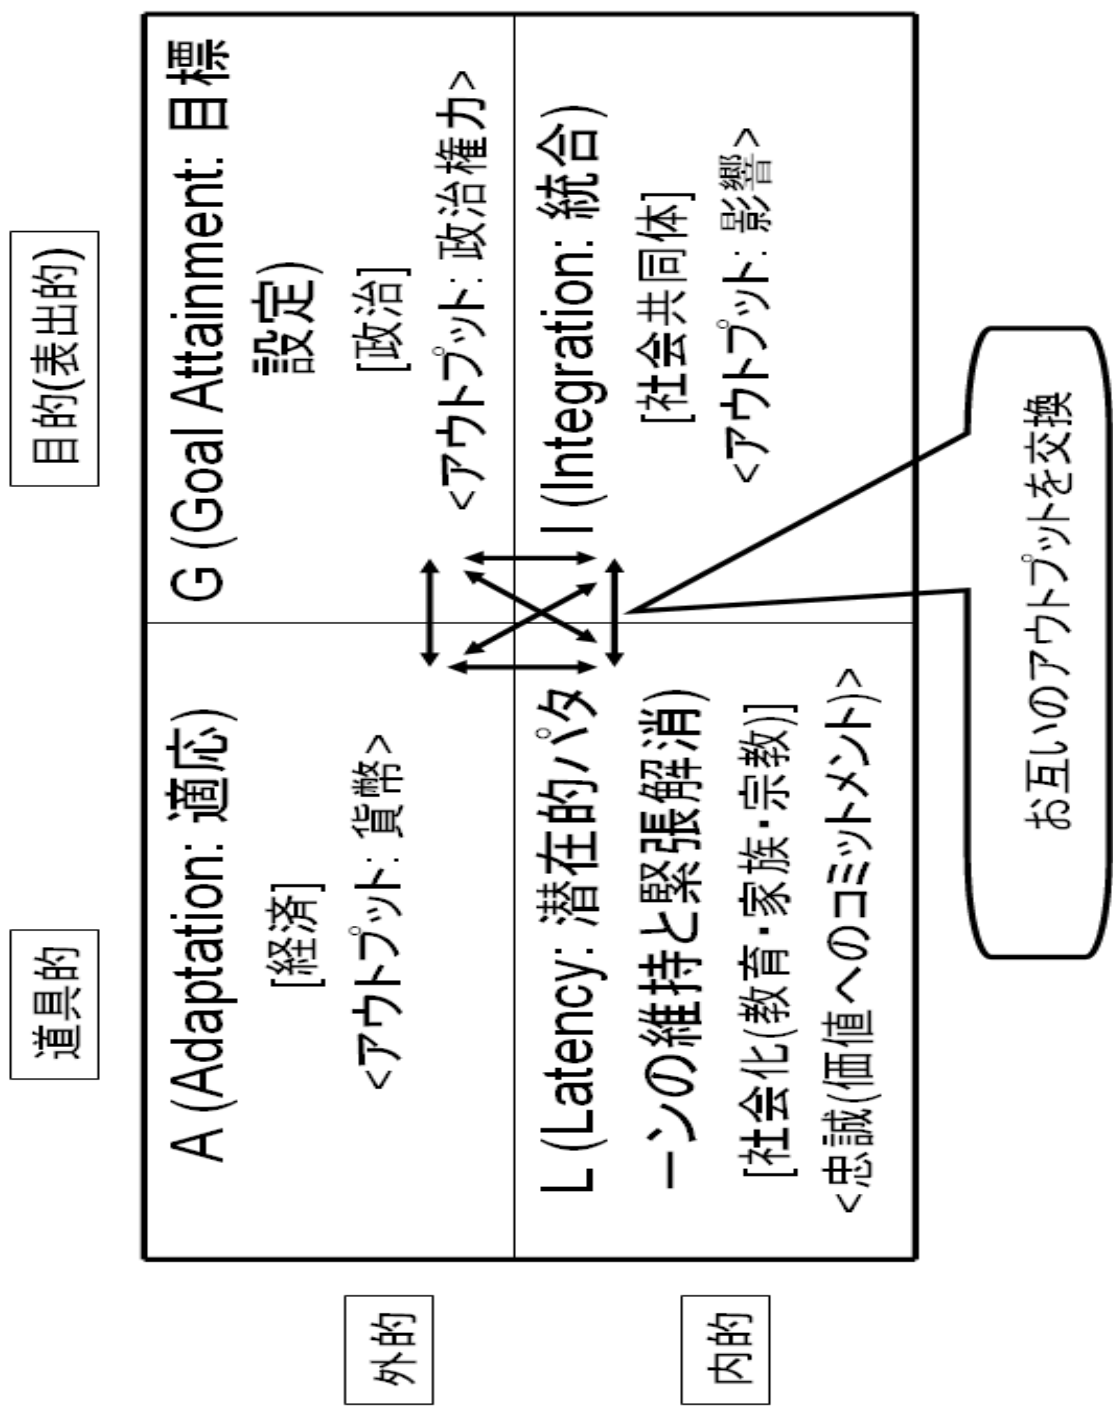 道具的
目的(表出的)
外的
A (Adaptation: 適応)
[経済]
<アウトプット: 貨幣>
G (Goal Attainment: 目標
設定)
[政治]
<アウトプット: 政治権力>
内的
L (Latency: 潜在的パタ
ーンの維持と緊張解消)
[社会化(教育・家族・宗教)]
<忠誠(価値へのコミットメント)>
I (Integration: 統合)
[社会共同体]
<アウトプット: 影響>
お互いのアウトプットを交換